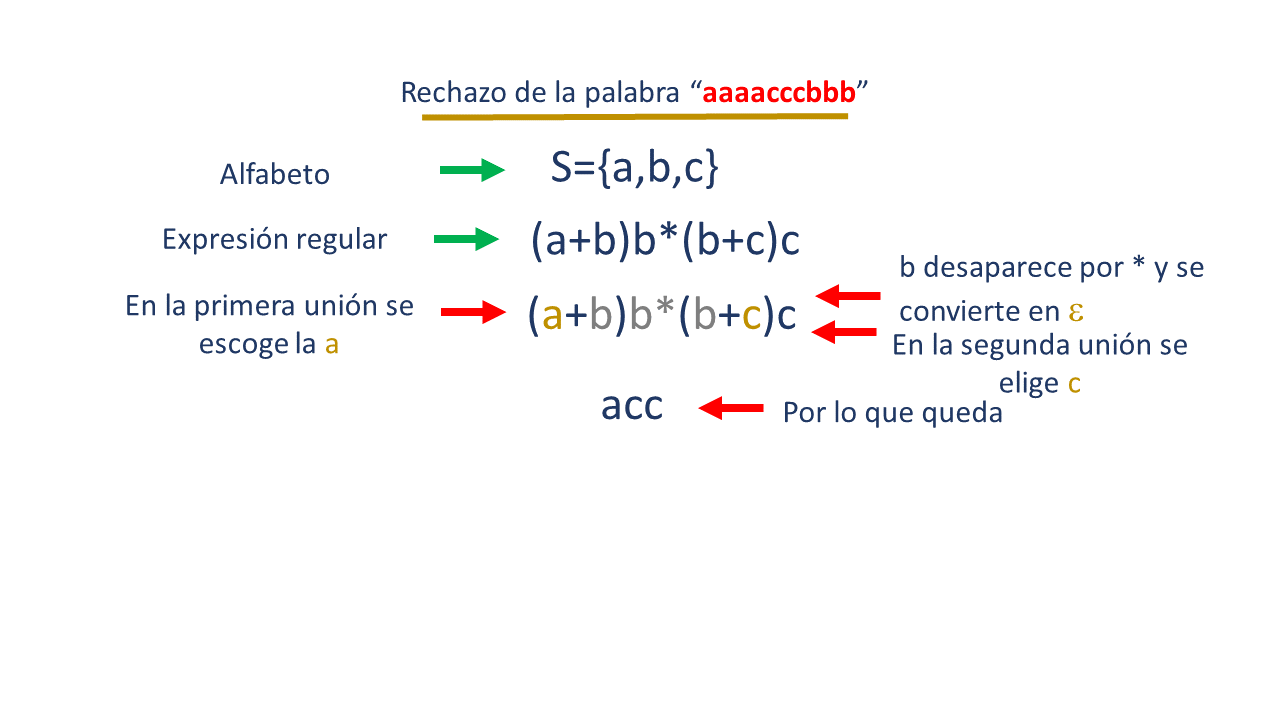 Rechazo de la palabra “aaaacccbbb”
Alfabeto
S={a,b,c}
Expresión regular
(a+b)b*(b+c)c
En la primera unión se
escoge la a
(a+b)b*(b+c)c
b desaparece por * y se
convierte en ε
En la segunda unión se
elige c
acc
Por lo que queda